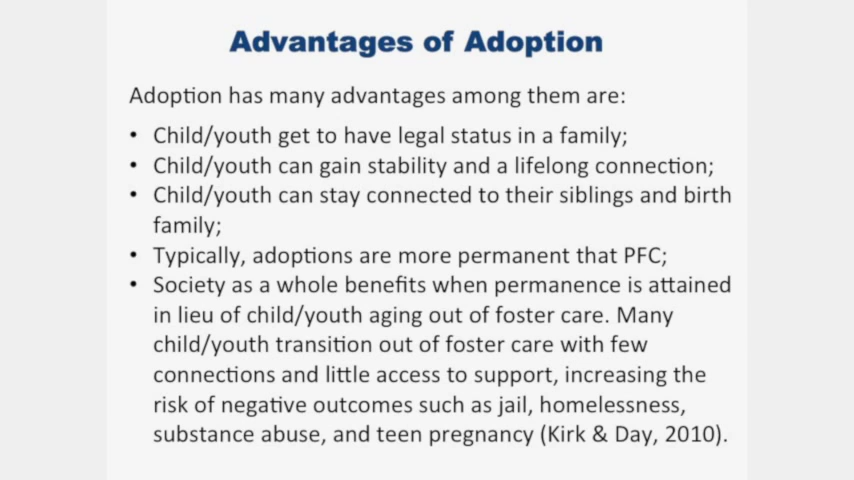 Advantages of Adoption
Adoption has many advantages among them are:
• Child/youth get to have legal status in a family;
• Child/youth can gain stability and a lifelong connection;
• Child/youth can stay connected to their siblings and birth
family;
• Typically, adoptions are more permanent that PFC;
• Society as a whole benefits when permanence is attained
in lieu of child/youth aging out of foster care. Many
child/youth transition out of foster care with few
connections and little access to support, increasing the
risk of negative outcomes such as jail, homelessness,
substance abuse, and teen pregnancy (Kirk & Day, 2010).